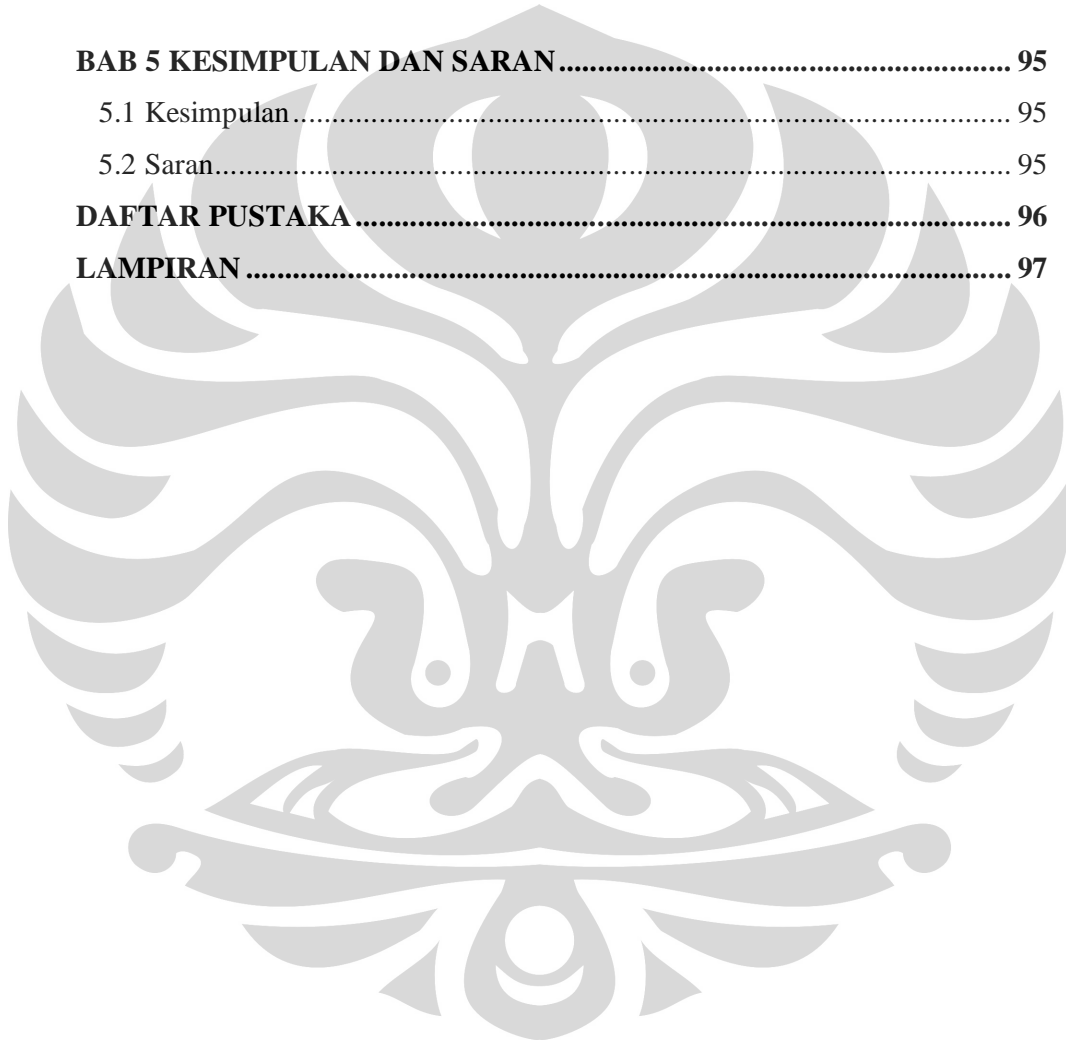 BAB 5 KESIMPULAN DAN SARAN............................................................ 95
5.1 Kesimpulan................................................................................................. 95
5.2 Saran........................................................................................................... 95
DAFTAR PUSTAKA....................................................................................... 96
LAMPIRAN..................................................................................................... 97